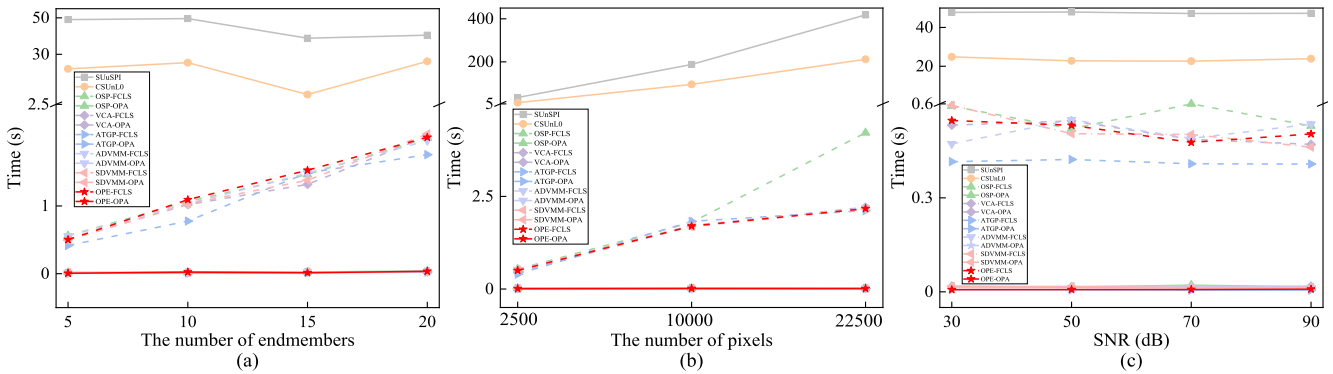 Time (s)
50
30
2.5
1
0
SUuSPI
CSUnL0
OSP-FCLS
OSP-OPA
VCA-FCLS
VCA-OPA
ATGP-FCLS
ATGP-OPA
ADVMM-FCLS
ADVMM-OPA
SDVMM-FCLS
SDVMM-OPA
OPE-FCLS
OPE-OPA
5 10 15 20
The number of endmembers
(a)
Time (s)
400
200
5
2.5
0
SUnSPI
CSUnL0
OSP-FCLS
OSP-OPA
VCA-FCLS
VCA-OPA
ATGP-FCLS
ATGP-OPA
ADVMM-FCLS
ADVMM-OPA
SDVMM-FCLS
SDVMM-OPA
OPE-FCLS
OPE-OPA
2500 10000 22500
The number of pixels
(b)
Time (s)
40
20
0.6
0.3
0
SUnSPI
CSUnL0
OSP-FCLS
OSP-OPA
VCA-FCLS
VCA-OPA
ATGP-FCLS
ATGP-OPA
ADVMM-FCLS
ADVMM-OPA
SDVMM-FCLS
SDVMM-OPA
OPE-FCLS
OPE-OPA
30 50 70 90
SNR (dB)
(c)